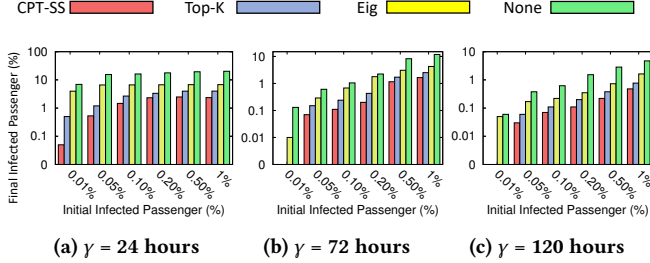 CPT-SS Top-K Eig None
Final Infected Passenger (%)
100
10
1
0.1
0.01
0.01% 0.05% 0.10% 0.20% 0.50% 1%
Initial Infected Passenger (%)
(a) γ = 24 hours
10
1
0.1
0.01
0.01% 0.05% 0.10% 0.20% 0.50% 1%
Initial Infected Passenger (%)
(b) γ = 72 hours
100
10
1
0.1
0.01
0.01% 0.05% 0.10% 0.20% 0.50% 1%
Initial Infected Passenger (%)
(c) γ = 120 hours